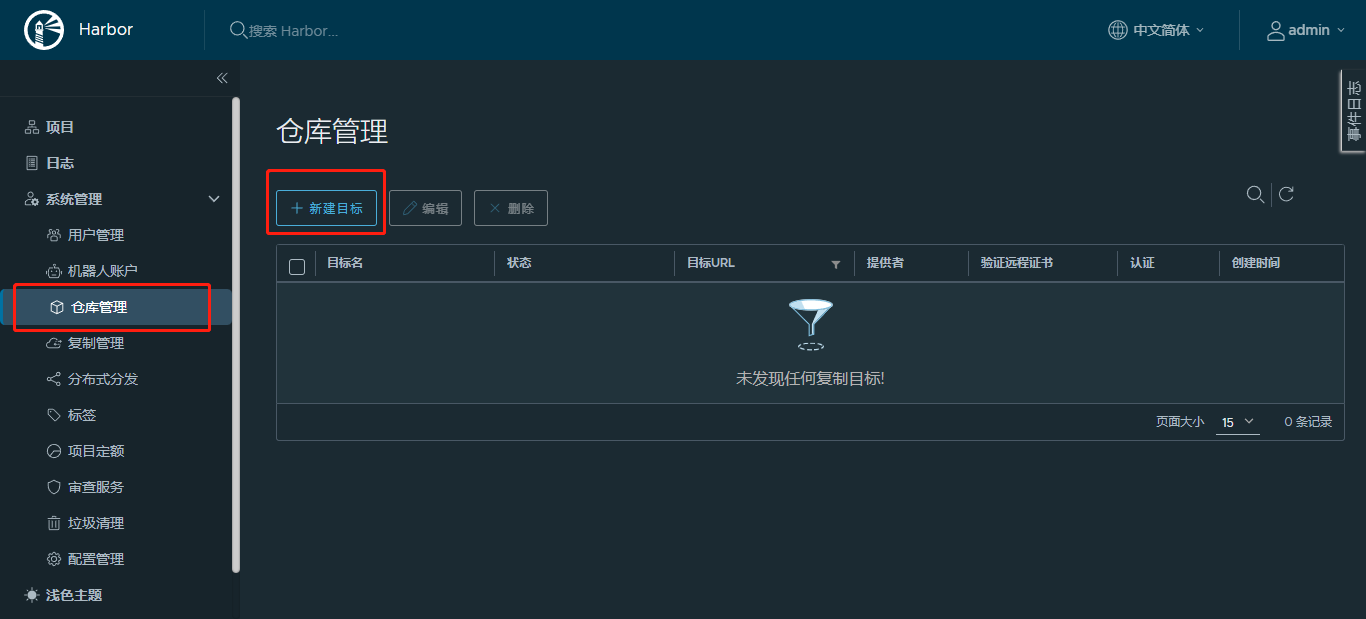 Harbor
搜索 Harbor...
中文简体
admin
事件日志
项目
日志
系统管理
用户管理
机器人账户
仓库管理
复制管理
分布式分发
标签
项目定额
审查服务
垃圾清理
配置管理
浅色主题
仓库管理
+ 新建目标 编辑 × 删除
目标名 状态 目标URL 提供者 验证远程证书 认证 创建时间
未发现任何复制目标!
页面大小 15 0 条记录